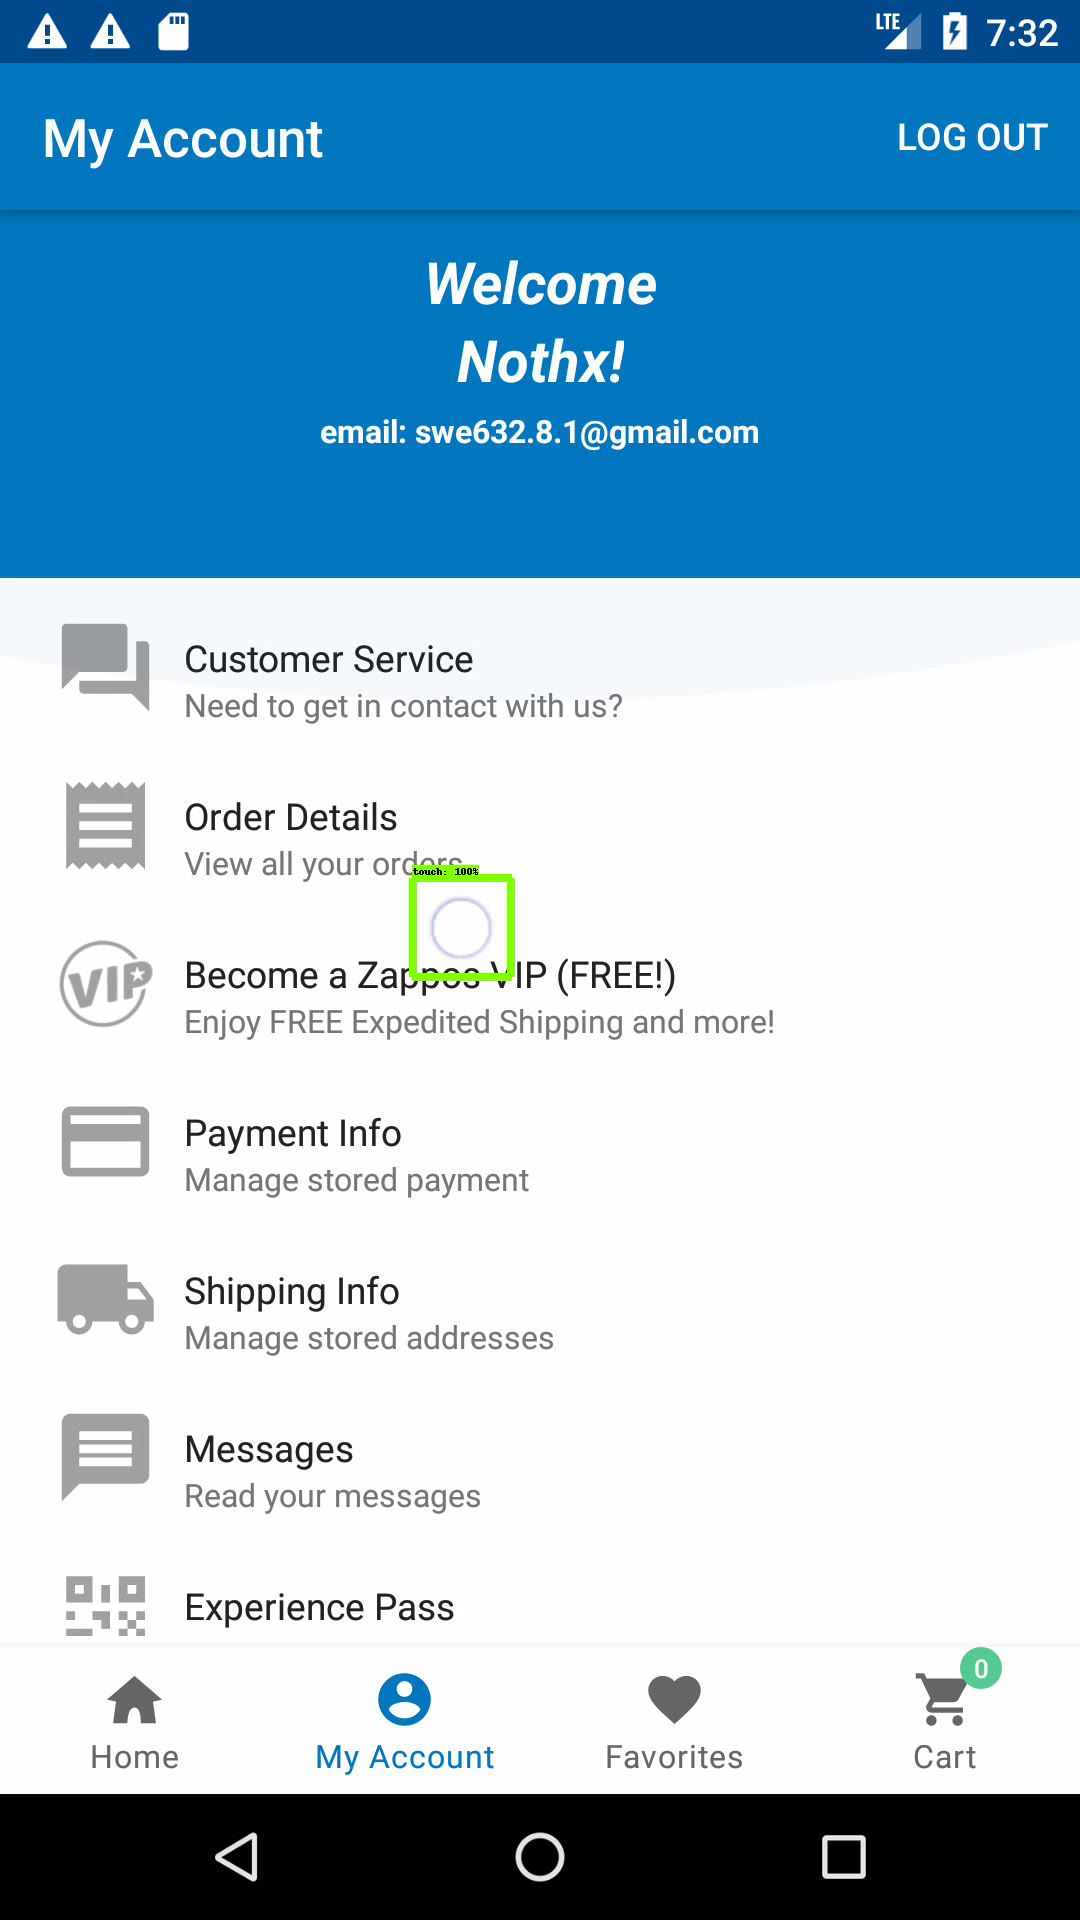 LTE 7:32
My Account LOG OUT
Welcome
Nothx!
email: swe632.8.1@gmail.com
Customer Service
Need to get in contact with us?
Order Details
View all your orders
touch: 100%
VIP
Become a Zappos VIP (FREE!)
Enjoy FREE Expedited Shipping and more!
Payment Info
Manage stored payment
Shipping Info
Manage stored addresses
Messages
Read your messages
Experience Pass
0
Home My Account Favorites Cart